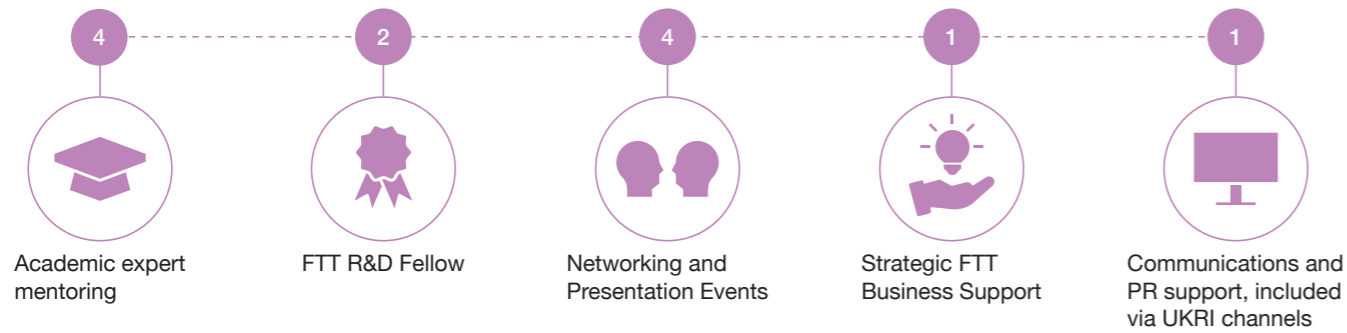 4
2
4
1
1
Academic expert
mentoring
FTT R&D Fellow
Networking and
Presentation Events
Strategic FTT
Business Support
Communications and
PR support, included
via UKRI channels